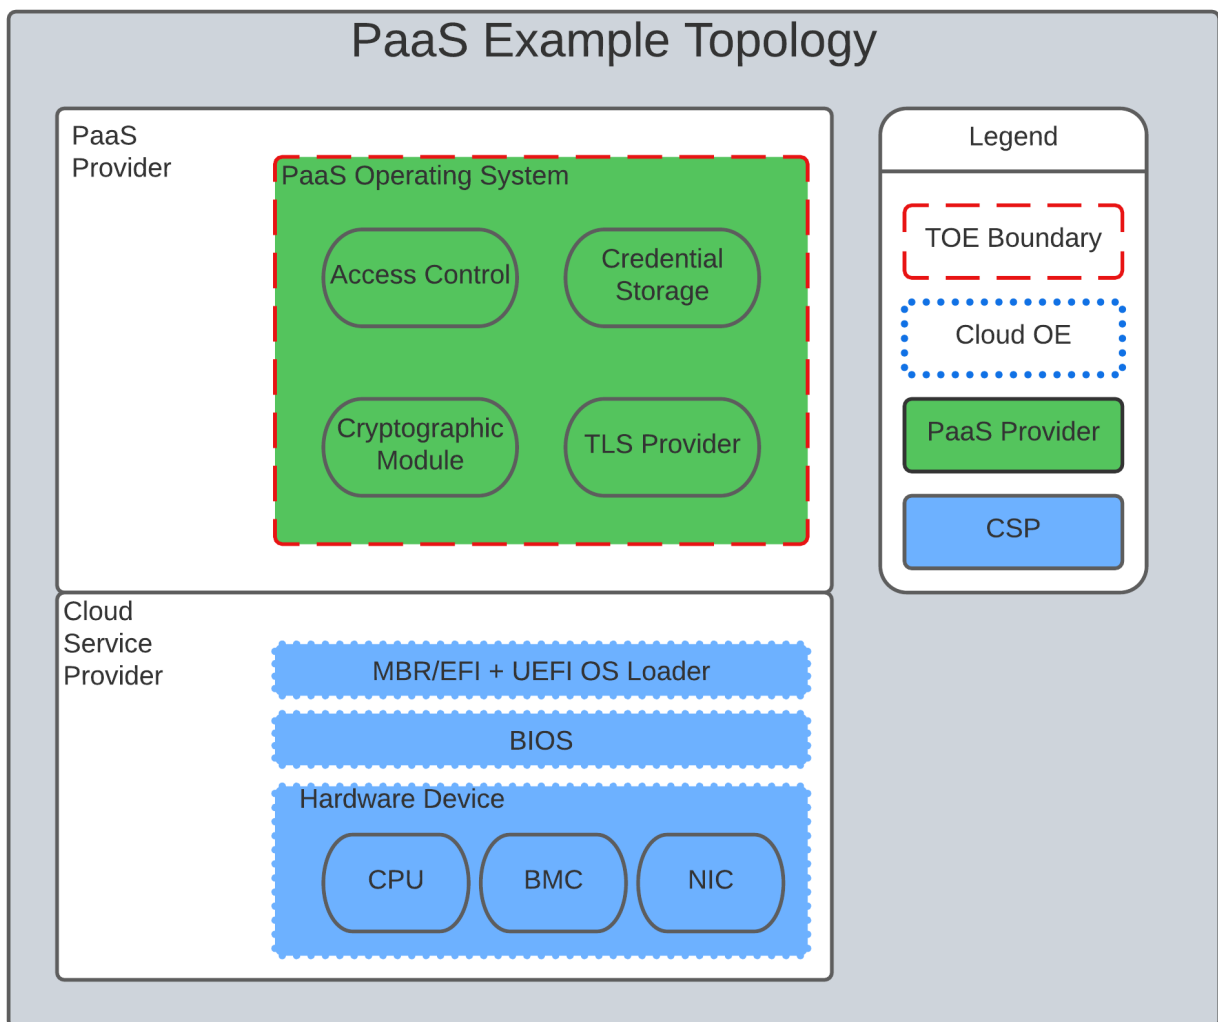 PaaS Example Topology
PaaS
Provider
PaaS Operating System
Access Control
Credential
Storage
Cryptographic
Module
TLS Provider
Legend
TOE Boundary
Cloud OE
PaaS Provider
CSP
Cloud
Service
Provider
MBR/EFI + UEFI OS Loader
BIOS
Hardware Device
CPU
BMC
NIC